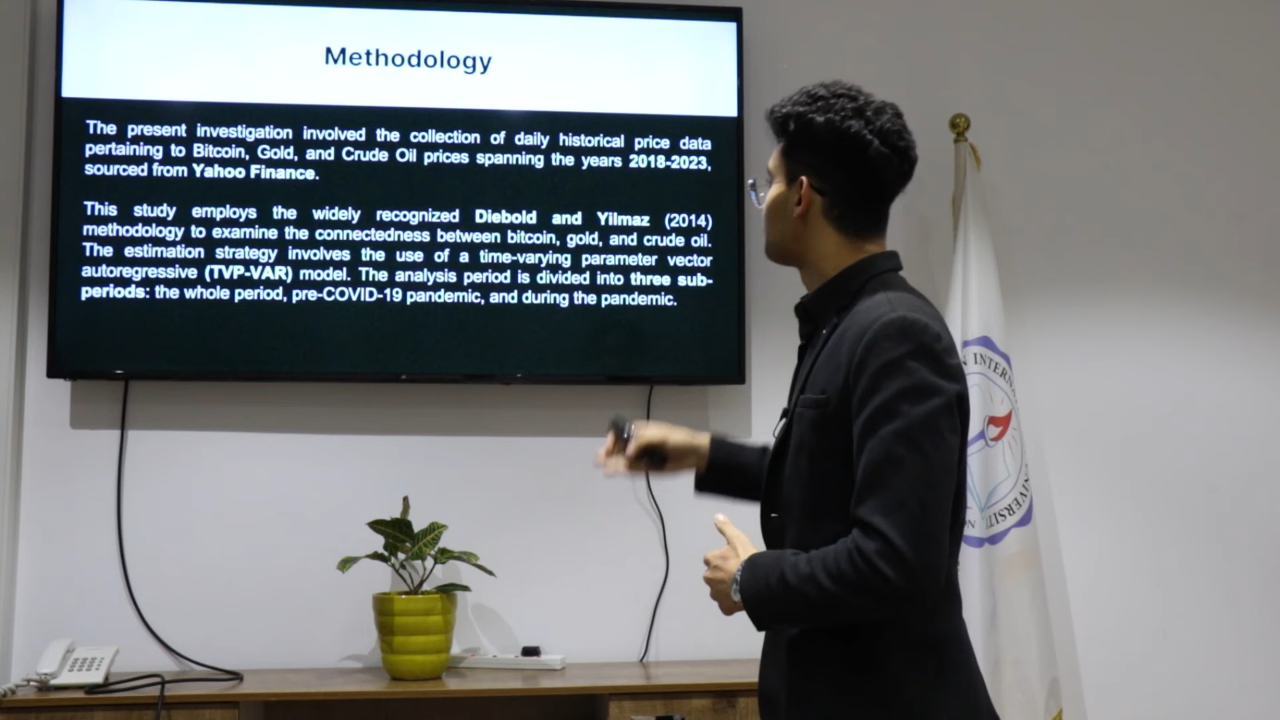 Methodology
The present investigation involved the collection of daily historical price data
pertaining to Bitcoin, Gold, and Crude Oil prices spanning the years 2018-2023,
sourced from Yahoo Finance.
This study employs the widely recognized Diebold and Yilmaz (2014)
methodology to examine the connectedness between bitcoin, gold, and crude oil.
The estimation strategy involves the use of a time-varying parameter vector
autoregressive (TVP-VAR) model. The analysis period is divided into three sub-
periods: the whole period, pre-COVID-19 pandemic, and during the pandemic.